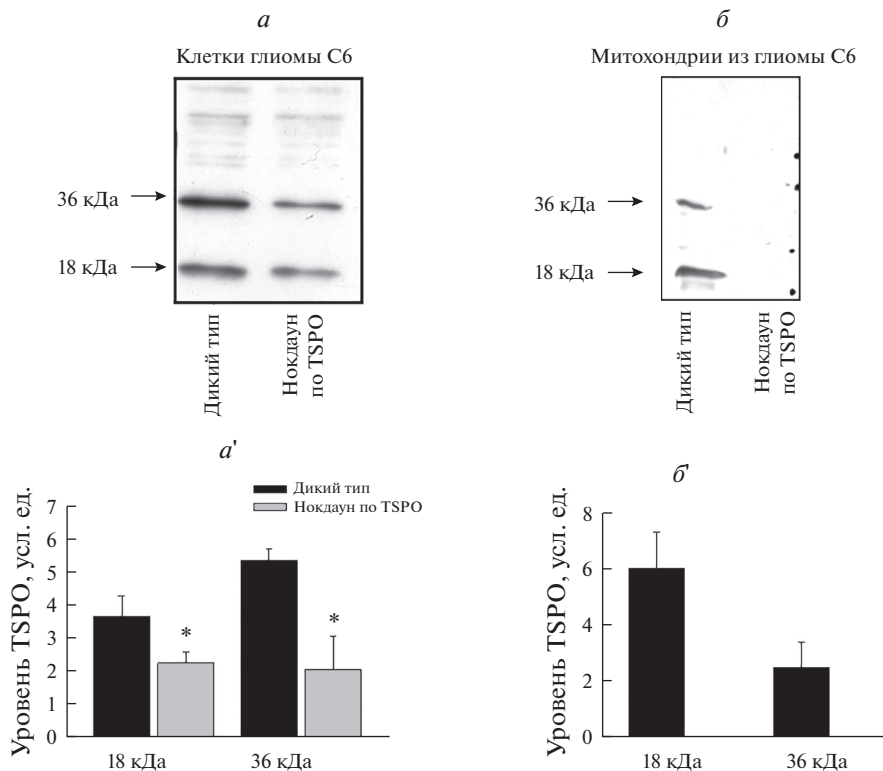 а
Клетки глиомы С6
36 кДа
18 кДа
Дикий тип
Нокдаун
по TSPO
б
Митохондрии из глиомы С6
36 кДа
18 кДа
Дикий тип
Нокдаун
по TSPO
а'
Дикий тип
Нокдаун по TSPO
Уровень TSPO, усл. ед.
7
6
5
4
3
2
1
0
*
*
18 кДа
36 кДа
б'
Уровень TSPO, усл. ед.
8
6
4
2
0
18 кДа
36 кДа